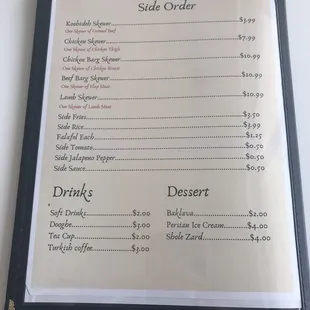 Side Order
Koobideh Skewer........$3.99
One Skewer of Ground Beef
Chicken Skewer........$7.99
One Skewer of Chicken Thigh
Chicken Barg Skewer........$10.99
One Skewer of Chicken Breast
Beef Barg Skewer........$10.99
One Skewer of Filet Meat
Lamb Skewer........$10.99
One Skewer of Lamb Meat
Side Fries........$3.50
Side Rice........$3.99
Falafel Each........$1.25
Side Tomato........$0.50
Side Jalapeno Pepper........$0.50
Side Sauce........$0.50
Drinks
Soft Drinks........$2.00
Dooghe........$3.00
Tea Cup........$2.00
Turkish coffee........$3.00
Dessert
Baklava........$2.00
Persian Ice Cream........$4.00
Shole Zard........$4.00